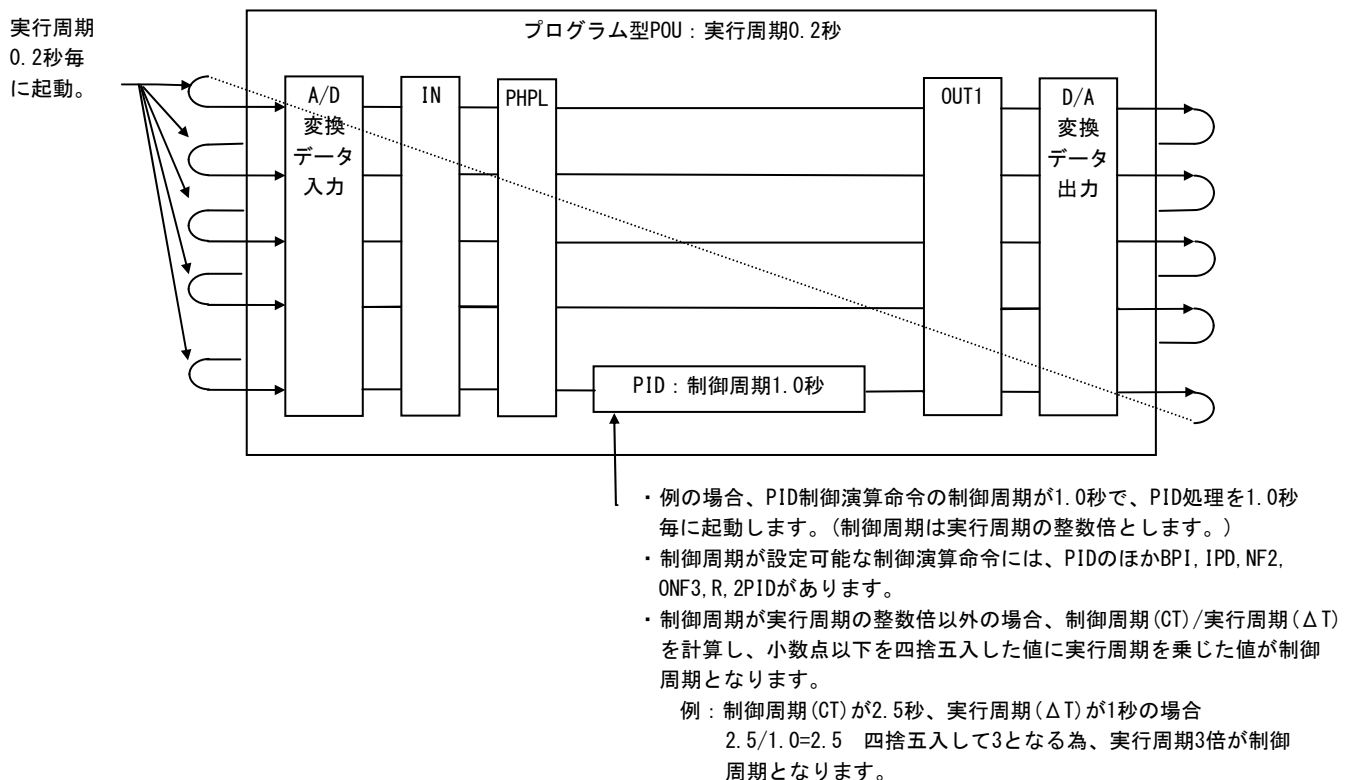 実行周期
0.2秒毎
に起動。
プログラム型POU：実行周期0.2秒
A/D
変換
データ
入力
IN
PHPL
OUT1
D/A
変換
データ
出力
PID：制御周期1.0秒
・例の場合、PID制御演算命令の制御周期が1.0秒で、PID処理を1.0秒
毎に起動します。(制御周期は実行周期の整数倍とします。)
・制御周期が設定可能な制御演算命令には、PIDのほかBPI,IPD,NF2,
ONF3,R,2PIDがあります。
・制御周期が実行周期の整数倍以外の場合、制御周期(CT)/実行周期(ΔT)
を計算し、小数点以下を四捨五入した値に実行周期を乗じた値が制御
周期となります。
例：制御周期(CT)が2.5秒、実行周期(ΔT)が1秒の場合
2.5/1.0=2.5　四捨五入して3となる為、実行周期3倍が制御
周期となります。